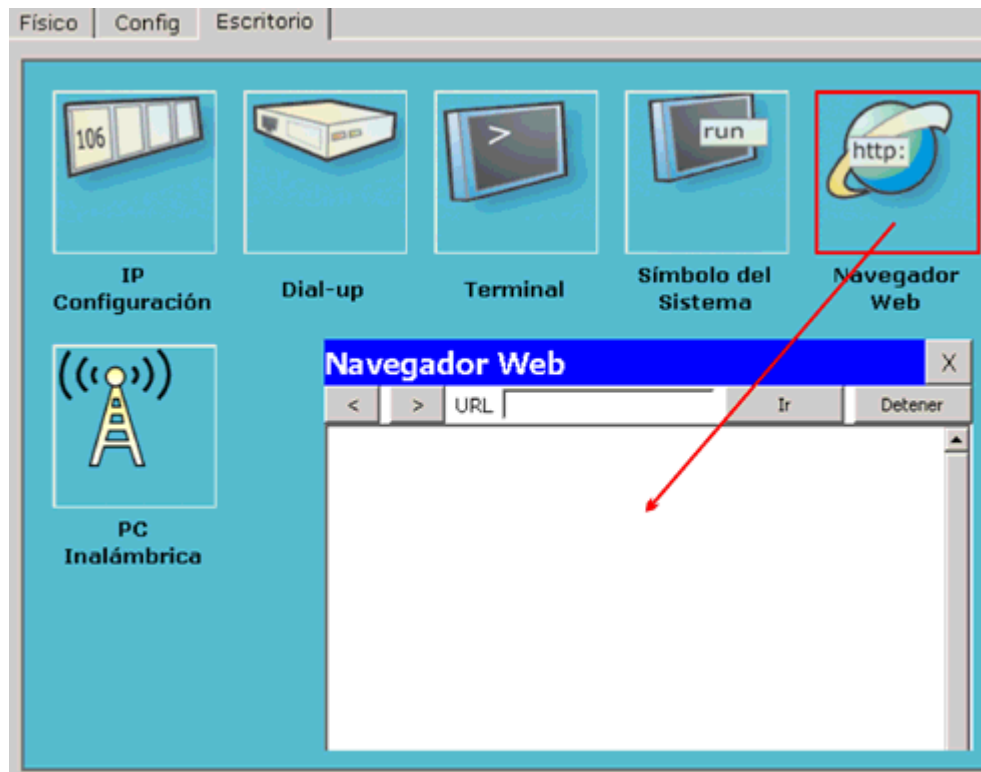 Físico Config Escritorio
106
>
run
http:
IP
Configuración
Dial-up
Terminal
Símbolo del
Sistema
Navegador
Web
PC
Inalámbrica
Navegador Web X
< > URL Ir Detener